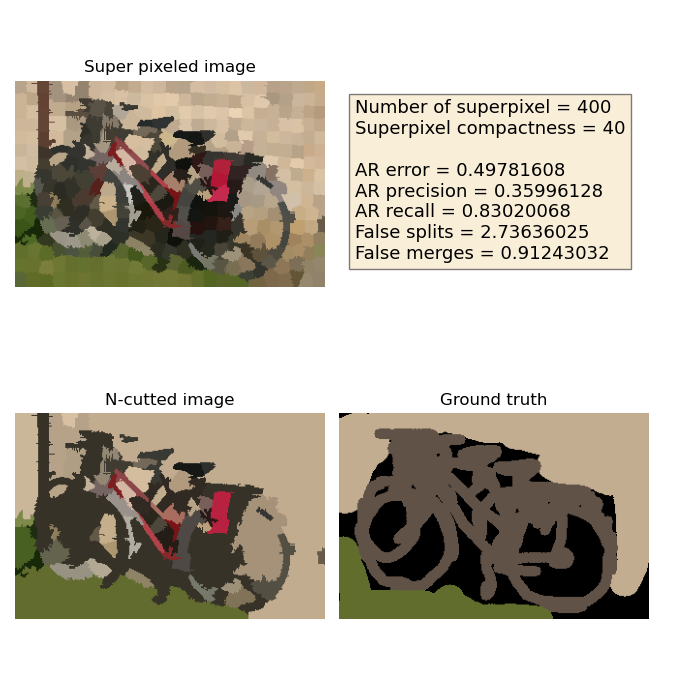 Super pixeled image
Number of superpixel = 400
Superpixel compactness = 40
AR error = 0.49781608
AR precision = 0.35996128
AR recall = 0.83020068
False splits = 2.73636025
False merges = 0.91243032
N-cutted image
Ground truth